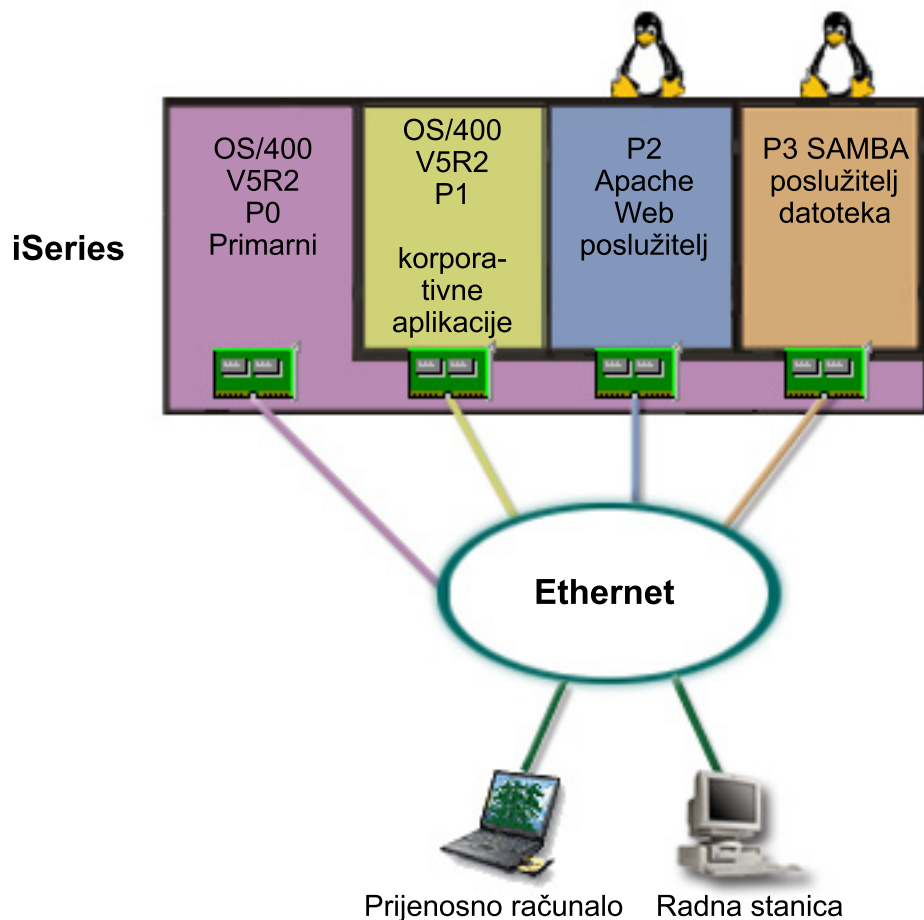 OS/400
V5R2
P0
Primarni
OS/400
V5R2
P1
korpora-
tivne
aplikacije
P2
Apache
Web
poslužitelj
P3 SAMBA
poslužitelj
datoteka
iSeries
Ethernet
Prijenosno računalo
Radna stanica